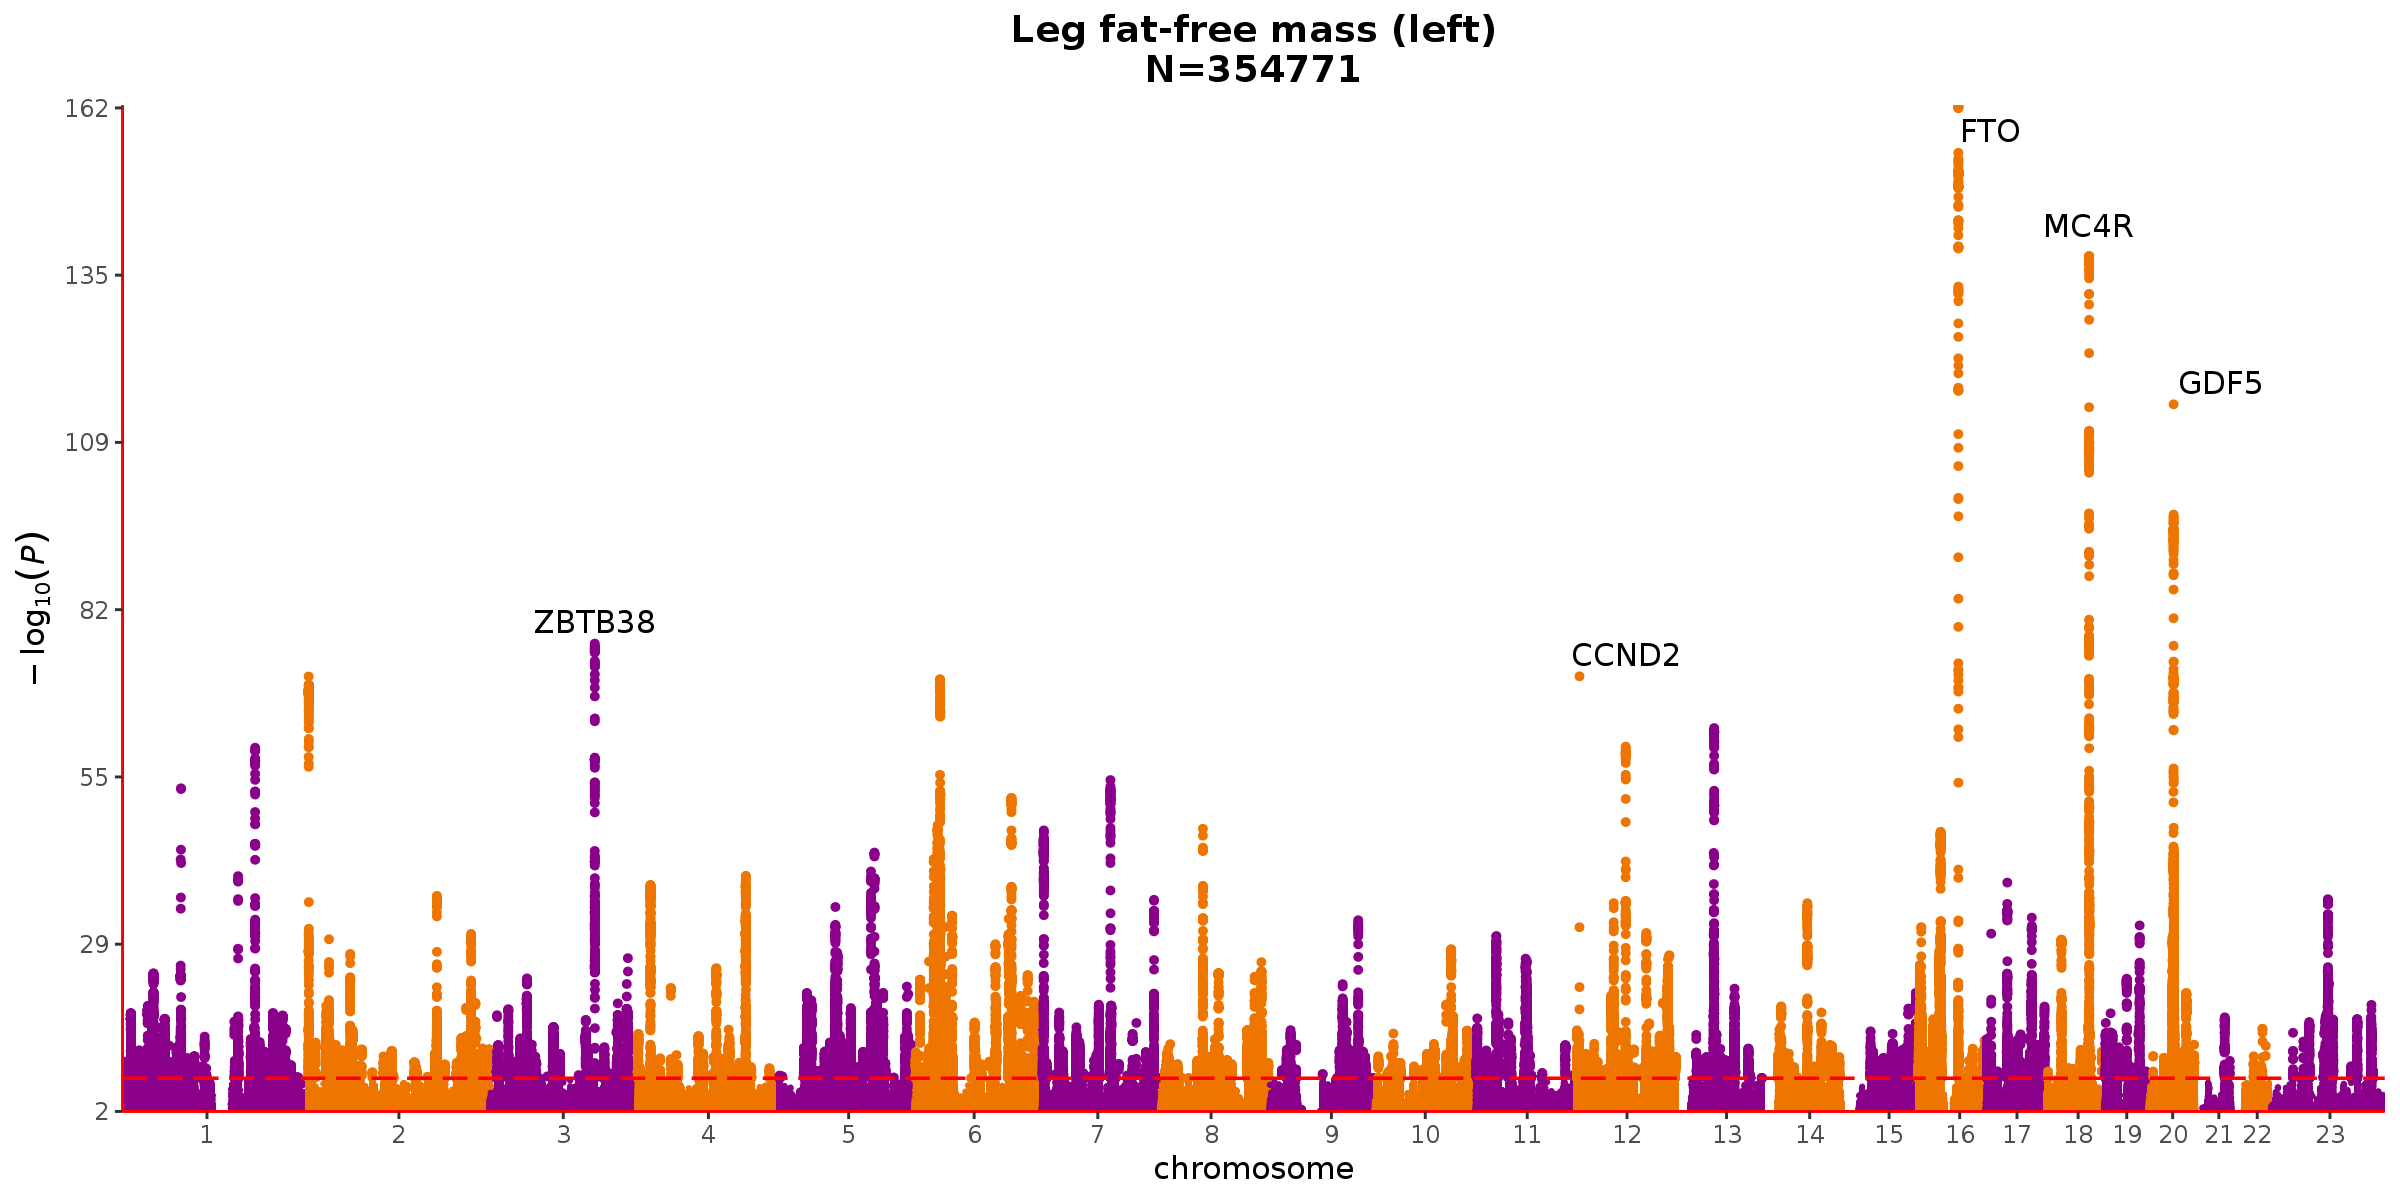 Leg fat-free mass (left)
N=354771
162
135
109
82
55
29
2
−log10(P)
FTO
MC4R
GDF5
ZBTB38
CCND2
1 2 3 4 5 6 7 8 9 10 11 12 13 14 15 16 17 18 19 20 21 22 23
chromosome